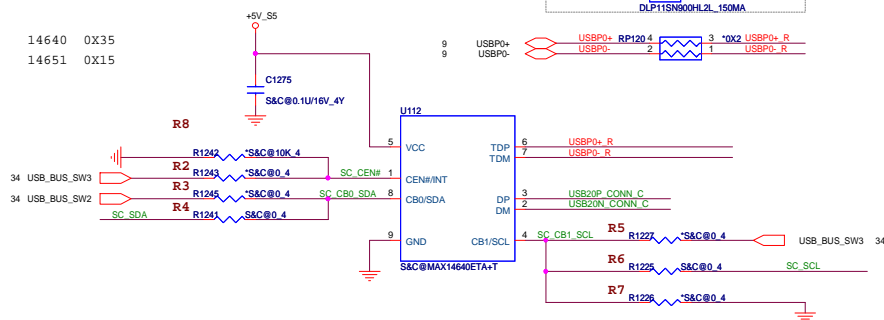 DLP11SN900HL2L_150MA
+5V_S5
14640 0X35
14651 0X15
9 USBP0+ USBP0+ RP120 4 3 *0X2 USBP0+_R
9 USBP0- USBP0- 2 1 USBP0-_R
C1275
S&C@0.1U/16V_4Y
R8
U112
R1242 *S&C@10K_4
5 VCC TDP 6 USBP0+_R
TDM 7 USBP0-_R
R2
34 USB_BUS_SW3 R1243 *S&C@0_4 SC_CEN# 1 CEN#/INT
R3
34 USB_BUS_SW2 R1245 *S&C@0_4 SC_CB0_SDA 8 CB0/SDA
DP 3 USB20P_CONN_C
DM 2 USB20N_CONN_C
R4
SC_SDA R1241 S&C@0_4
9 GND CB1/SCL 4 SC_CB1_SCL
R5
R1227 *S&C@0_4 USB_BUS_SW3 34
S&C@MAX14640ETA+T
R6
R1225 S&C@0_4 SC_SCL
R7
R1226 *S&C@0_4